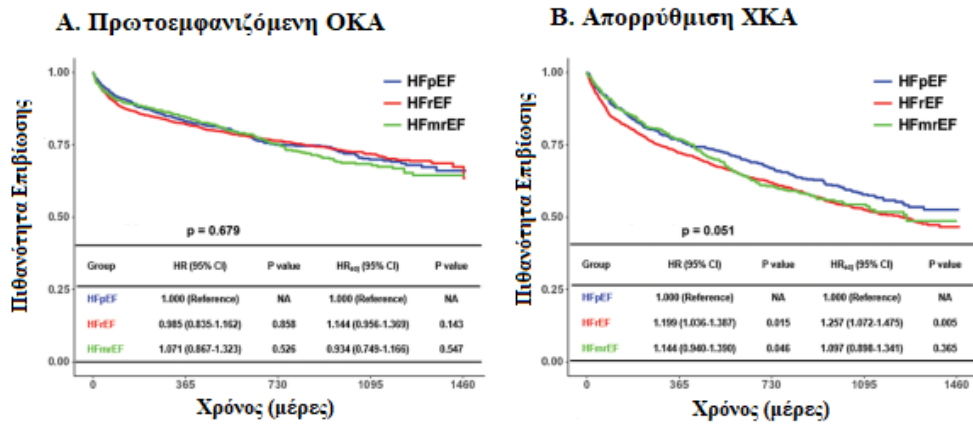 Α. Πρωτοεμφανιζόμενη ΟΚΑ
Πιθανότητα Επιβίωσης
1.00
0.75
0.50
0.25
0.00
HFpEF
HFrEF
HFmrEF
p = 0.679
Group HR (95% CI) P value HRadj (95% CI) P value
HFpEF 1.000 (Reference) NA 1.000 (Reference) NA
HFrEF 0.985 (0.835-1.162) 0.858 1.144 (0.956-1.369) 0.143
HFmrEF 1.071 (0.867-1.323) 0.526 0.934 (0.749-1.166) 0.547
0 365 730 1095 1460
Χρόνος (μέρες)
Β. Απορρύθμιση ΧΚΑ
Πιθανότητα Επιβίωσης
1.00
0.75
0.50
0.25
0.00
HFpEF
HFrEF
HFmrEF
p = 0.051
Group HR (95% CI) P value HRadj (95% CI) P value
HFpEF 1.000 (Reference) NA 1.000 (Reference) NA
HFrEF 1.199 (1.036-1.387) 0.015 1.257 (1.072-1.475) 0.005
HFmrEF 1.144 (0.940-1.390) 0.046 1.097 (0.898-1.341) 0.365
0 365 730 1095 1460
Χρόνος (μέρες)